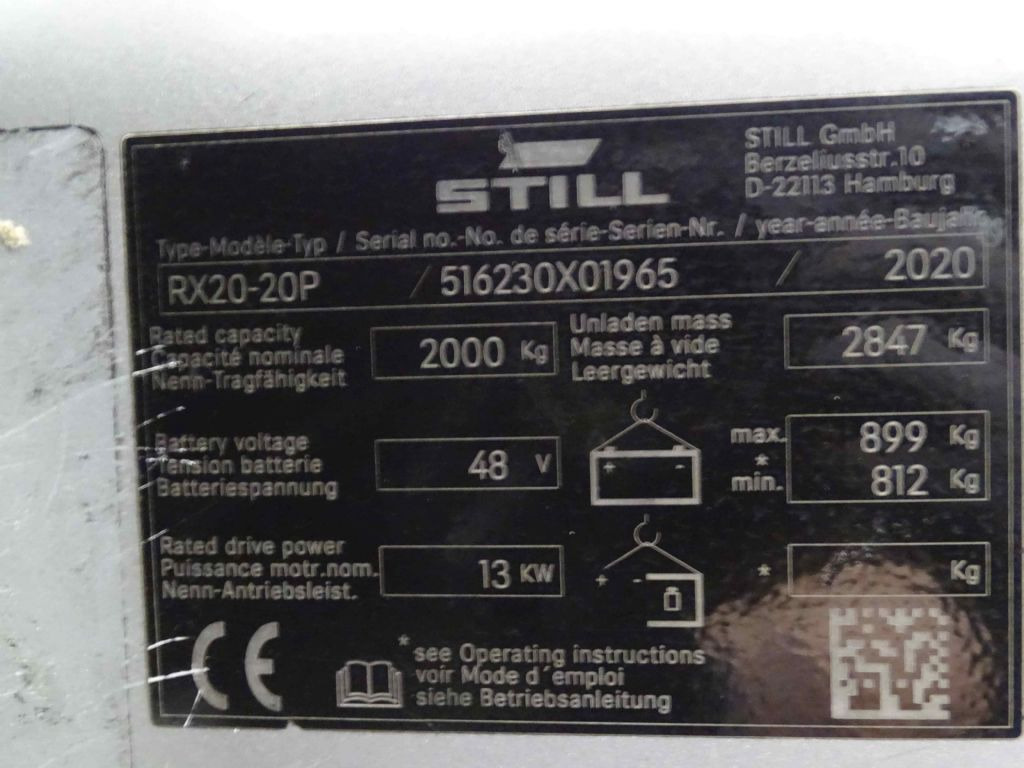 STILL
STILL GmbH
Berzeliusstr.10
D-22113 Hamburg
Type-Modèle-Typ / Serial no.-No. de série-Serien-Nr. / year-année-Baujahr
RX20-20P / 516230X01965 / 2020
Rated capacity
Capacité nominale
Nenn-Tragfähigkeit
2000 Kg
Unladen mass
Masse à vide
Leergewicht
2847 Kg
Battery voltage
Tension batterie
Batteriespannung
48 V
+ -
max. 899 Kg
*
min. 812 Kg
Rated drive power
Puissance motr.nom.
Nenn-Antriebsleist.
13 KW
+ -
* Kg
CE
* see Operating instructions
voir Mode d´emploi
siehe Betriebsanleitung